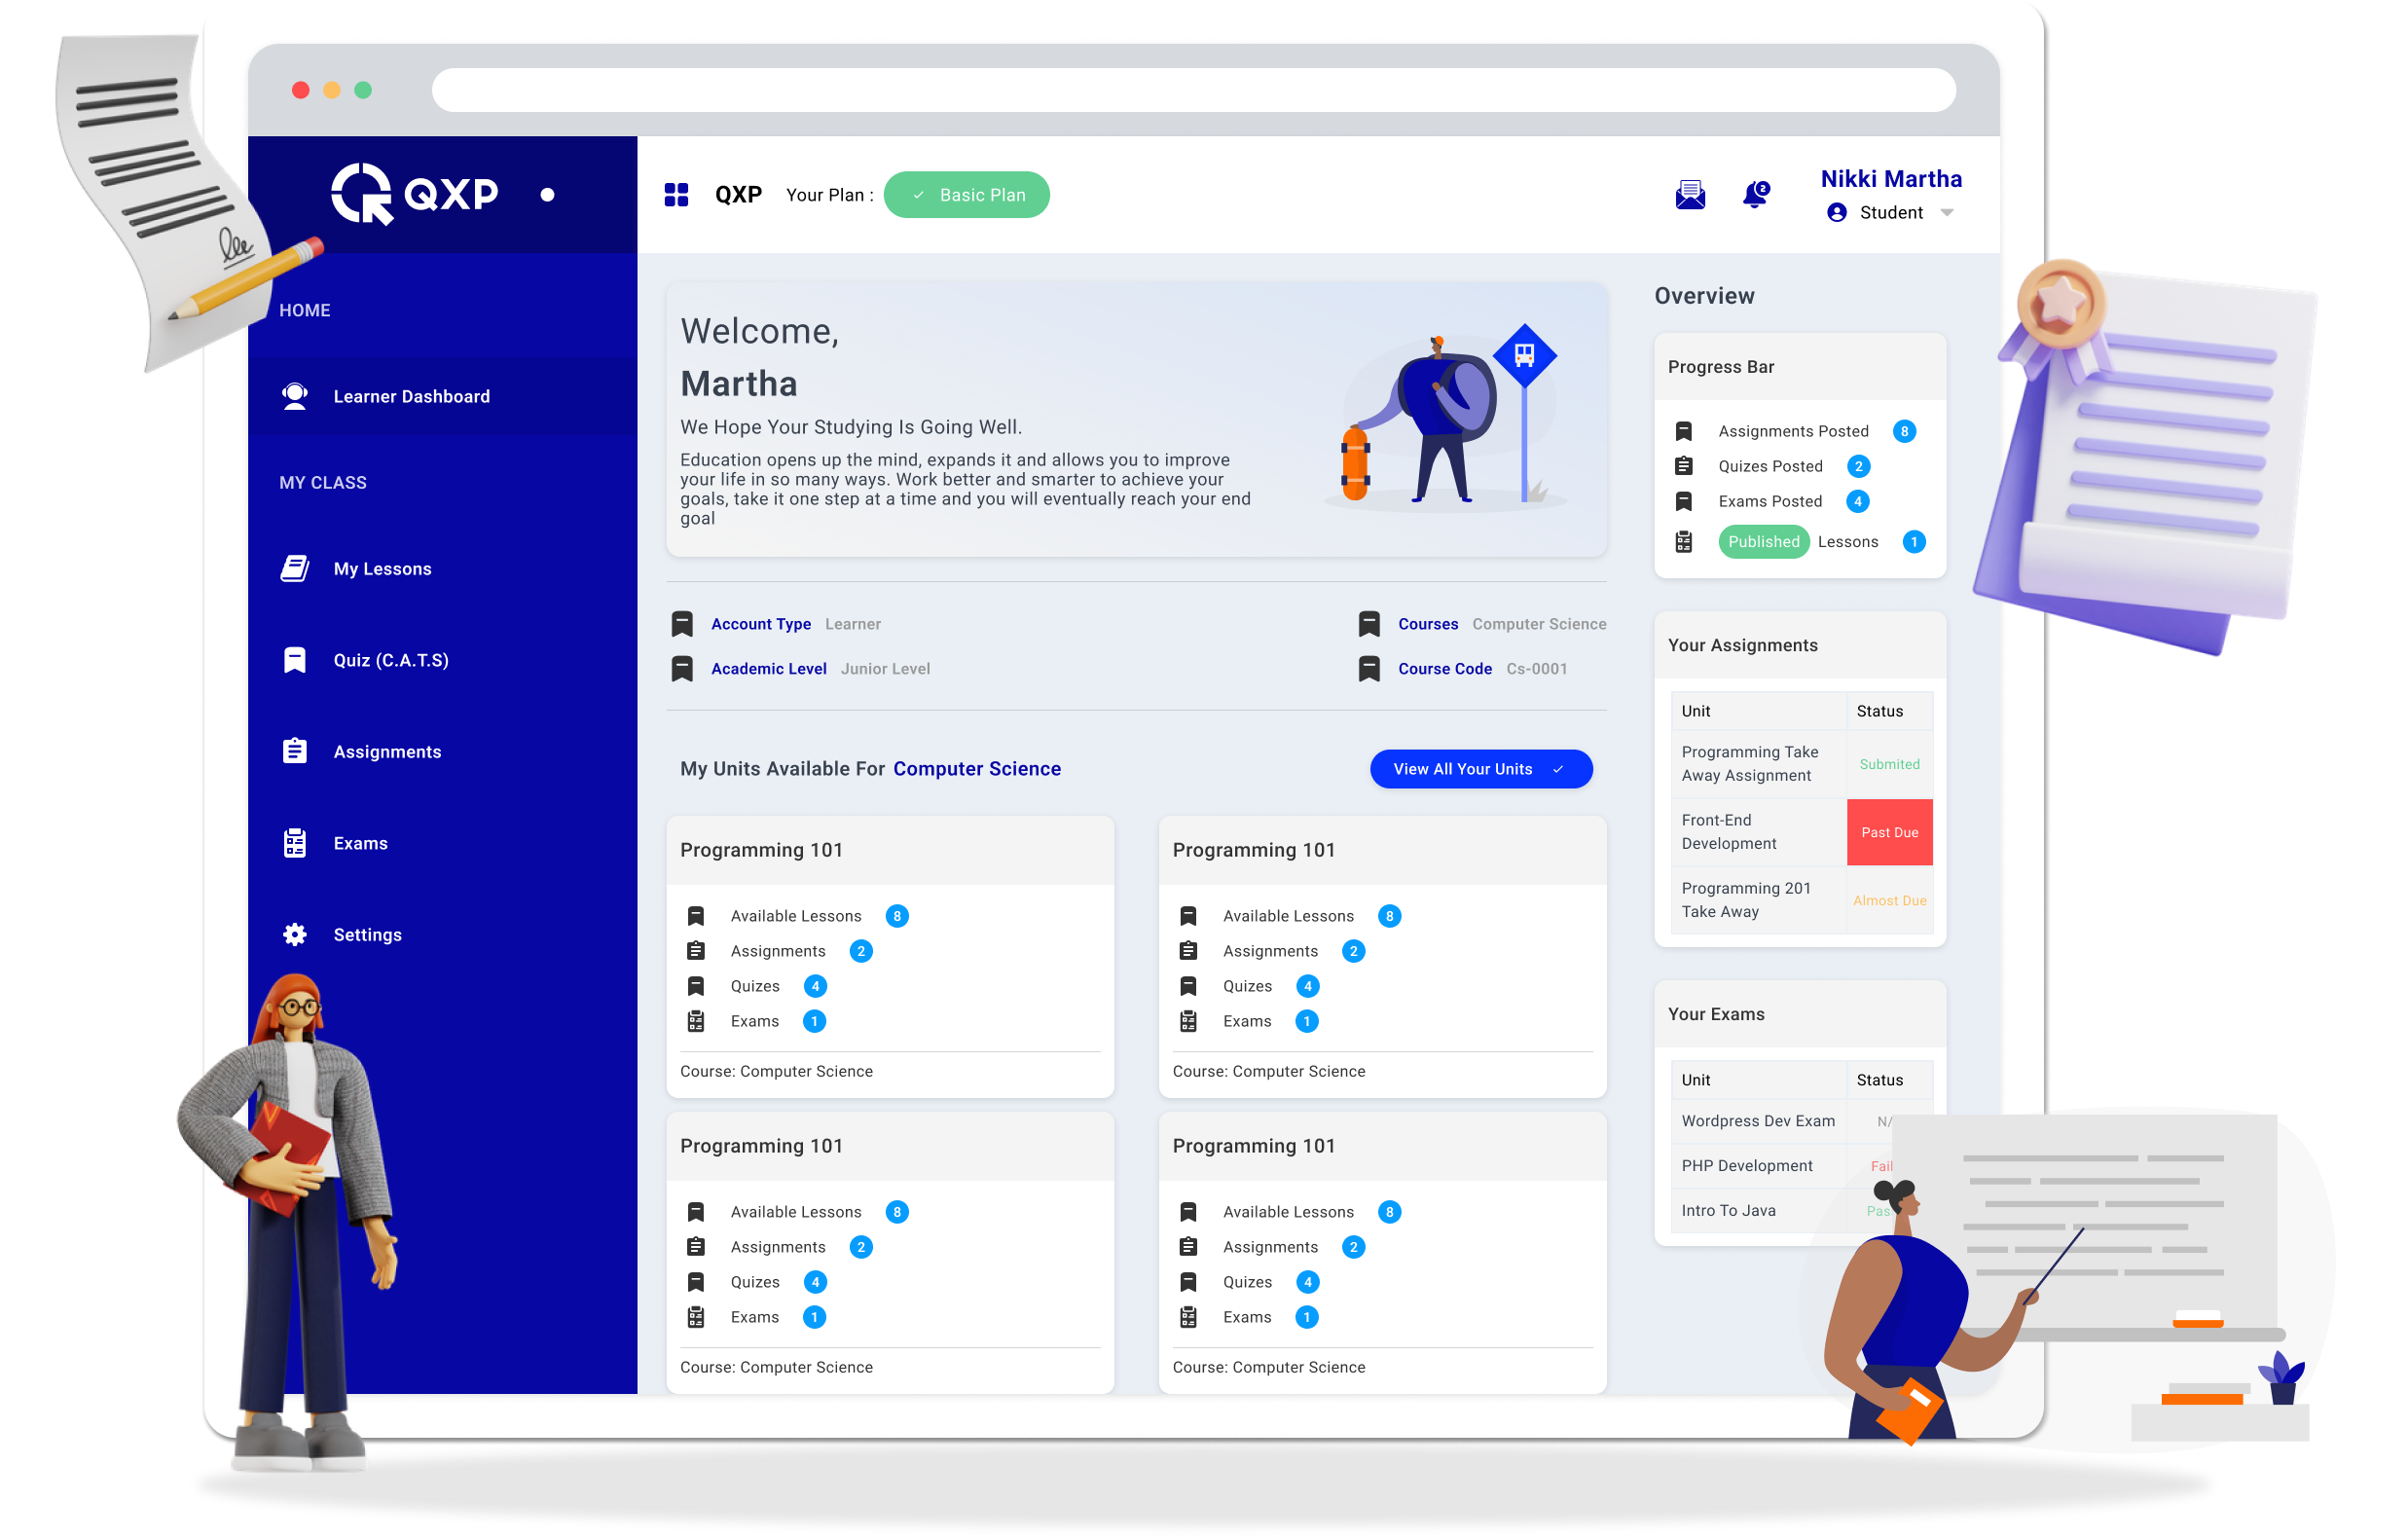 QXP
HOME
Learner Dashboard
MY CLASS
My Lessons
Quiz (C.A.T.S)
Assignments
Exams
Settings
QXP Your Plan : Basic Plan
2
Nikki Martha
Student
Welcome,
Martha
We Hope Your Studying Is Going Well.
Education opens up the mind, expands it and allows you to improve
your life in so many ways. Work better and smarter to achieve your
goals, take it one step at a time and you will eventually reach your end
goal
Account Type Learner
Courses Computer Science
Academic Level Junior Level
Course Code Cs-0001
My Units Available For Computer Science
View All Your Units
Programming 101
Available Lessons 8
Assignments 2
Quizes 4
Exams 1
Course: Computer Science
Programming 101
Available Lessons 8
Assignments 2
Quizes 4
Exams 1
Course: Computer Science
Programming 101
Available Lessons 8
Assignments 2
Quizes 4
Exams 1
Course: Computer Science
Programming 101
Available Lessons 8
Assignments 2
Quizes 4
Exams 1
Course: Computer Science
Overview
Progress Bar
Assignments Posted 8
Quizes Posted 2
Exams Posted 4
Published Lessons 1
Your Assignments
Unit Status
Programming Take
Away Assignment
Submited
Front-End
Development
Past Due
Programming 201
Take Away
Almost Due
Your Exams
Unit Status
Wordpress Dev Exam N/
PHP Development Fail
Intro To Java Pas